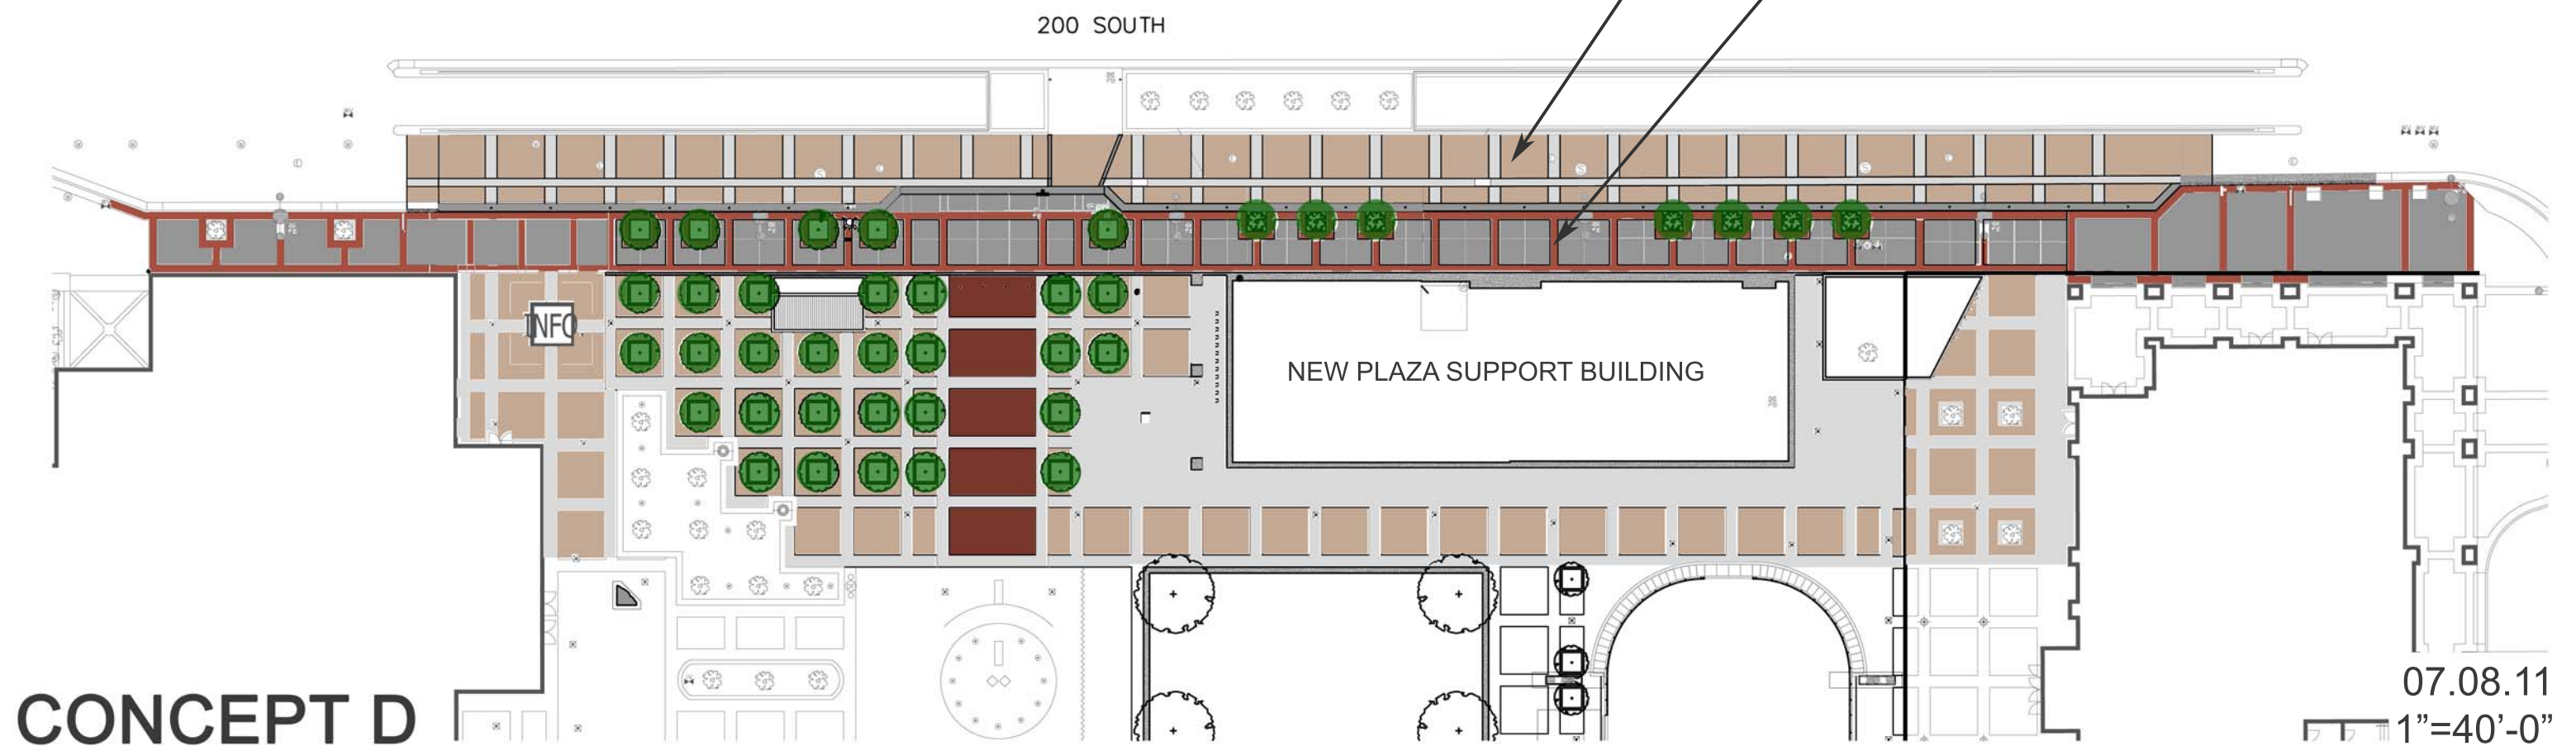 200 SOUTH
INFO
NEW PLAZA SUPPORT BUILDING
CONCEPT D
07.08.11
1”=40’-0”